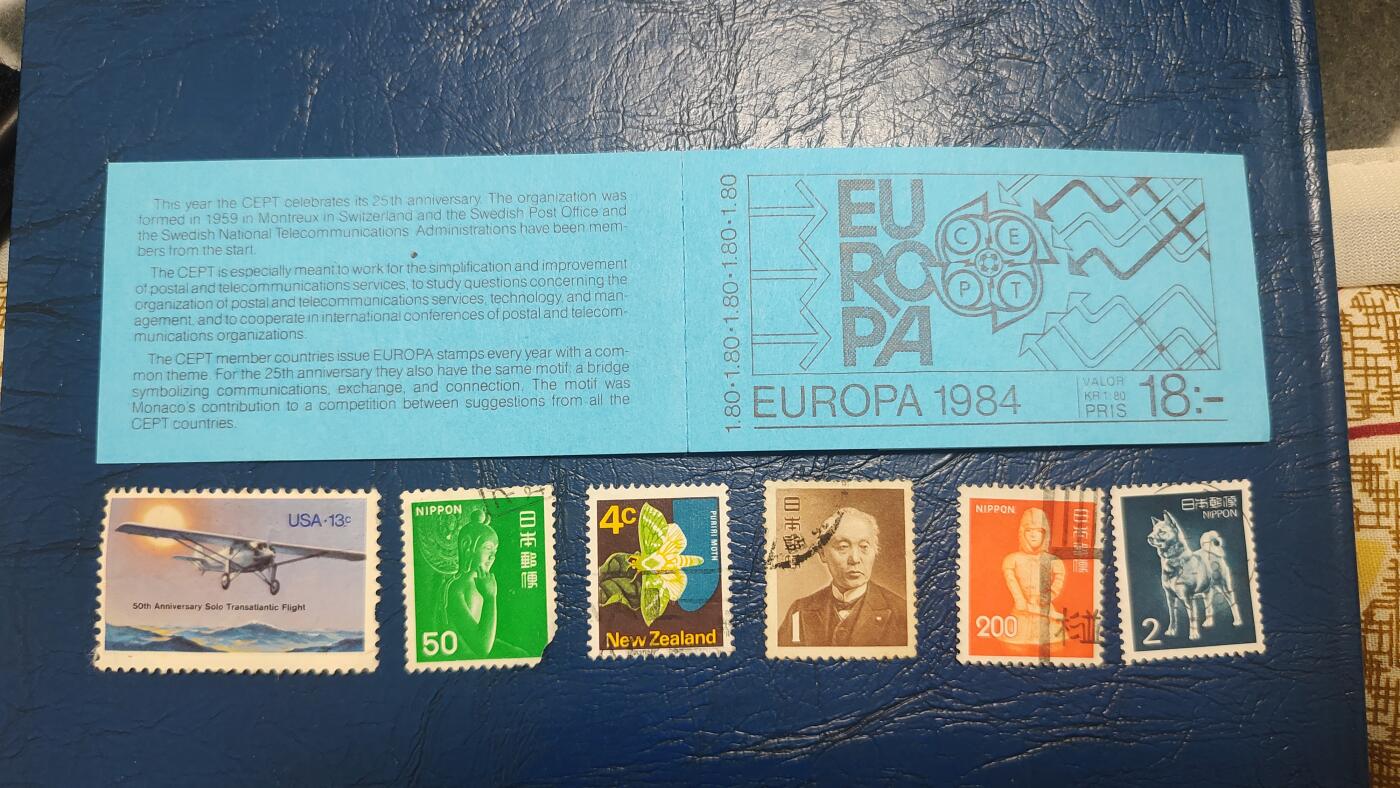 This year the CEPT celebrates its 25th anniversary. The organization was
formed in 1959 in Montreux in Switzerland and the Swedish Post Office and
the Swedish National Telecommunications Administrations have been mem-
bers from the start.
The CEPT is especially meant to work for the simplification and improvement
of postal and telecommunications services, to study questions concerning the
organization of postal and telecommunications services, technology, and man-
agement, and to cooperate in international conferences of postal and telecom-
munications organizations.
The CEPT member countries issue EUROPA stamps every year with a com-
mon theme. For the 25th anniversary they also have the same motif: a bridge
symbolizing communications, exchange, and connection. The motif was
Monaco's contribution to a competition between suggestions from all the
CEPT countries.
1.80·1.80·1.80·1.80·1.80
EU
RO
PA
C E
P T
EUROPA 1984
VALÖR
KR 1.80
PRIS
18:-
USA·13c
50th Anniversary Solo Transatlantic Flight
NIPPON
日本郵便
50
4c
PURIRI MOTH
New Zealand
日本郵便
1
NIPPON
日本郵便
200
日本郵便
NIPPON
2